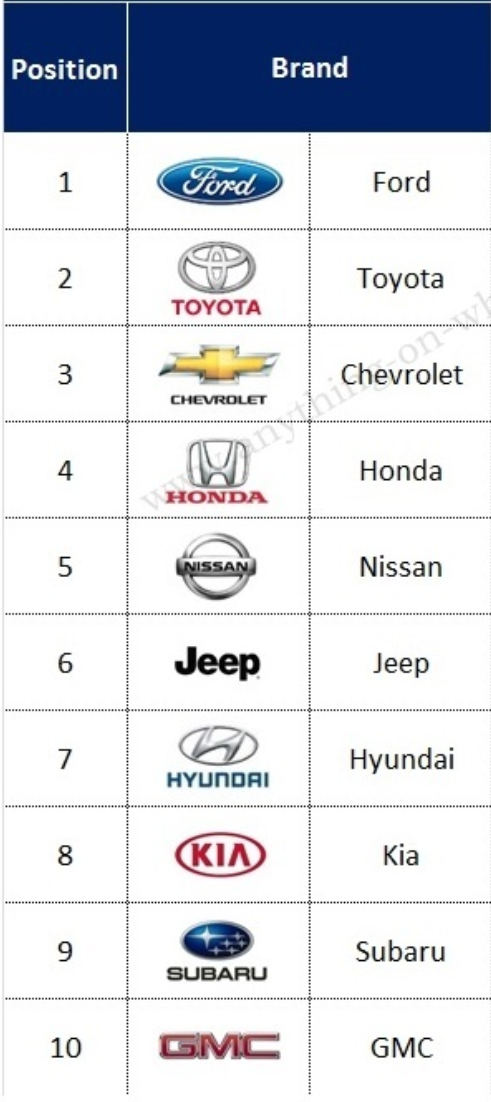 Position Brand
1 Ford Ford
2 TOYOTA Toyota
3 CHEVROLET Chevrolet
4 HONDA Honda
5 NISSAN Nissan
6 Jeep Jeep
7 HYUNDAI Hyundai
8 KIA Kia
9 SUBARU Subaru
10 GMC GMC